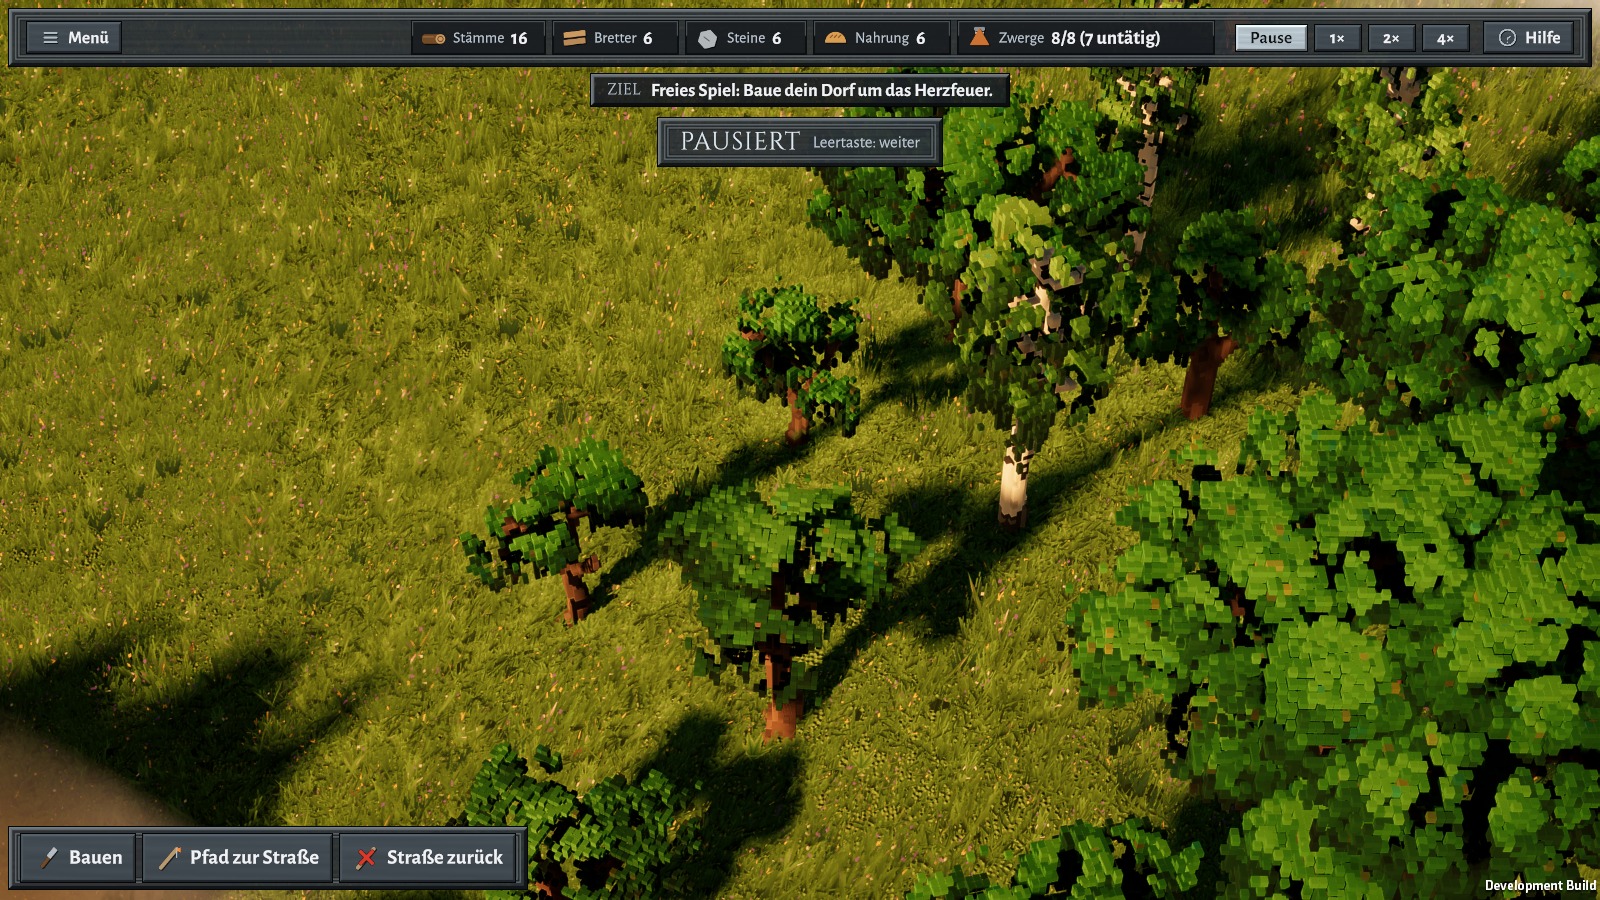 Menü
Stämme 16
Bretter 6
Steine 6
Nahrung 6
Zwerge 8/8 (7 untätig)
Pause
1×
2×
4×
Hilfe
ZIEL Freies Spiel: Baue dein Dorf um das Herzfeuer.
PAUSIERT Leertaste: weiter
Bauen
Pfad zur Straße
Straße zurück
Development Build